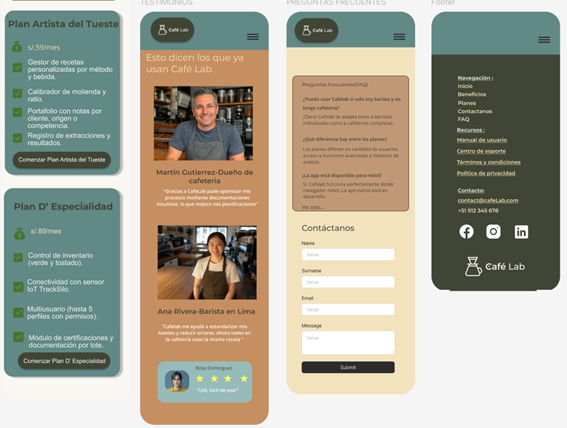 TESTIMONIOS
PREGUNTAS FRECUENTES
Footer
Plan Artista del Tueste
s/.59/mes
Gestor de recetas
personalizadas por método
y bebida.
Calibrador de molienda y
ratio.
Portafolio con notas por
cliente, origen o
competencia.
Registro de extracciones y
resultados.
Comenzar Plan Artista del Tueste
Plan D' Especialidad
s/.89/mes
Control de inventario
(verde y tostado).
Conectividad con sensor
IoT TrackSilo.
Multiusuario (hasta 5
perfiles con permisos).
Módulo de certificaciones y
documentación por lote.
Comenzar Plan D' Especialidad
Café Lab
Esto dicen los que ya
usan Café Lab.
Martin Gutierrez-Dueño de
cafetería
"Gracias a CafeLab pude optimizar mis
procesos mediante documentaciones
intuitivas, lo que mejoro mis planificaciones"
Ana Rivera-Barista en Lima
"Cafelab me ayudó a estandarizar mis
tuestes y reducir errores. Ahora todos en
la cafetería usan la misma receta "
Rosu Dominguez
"Util, facil de usar"
Café Lab
Preguntas Frecuentes(FAQ)
¿Puedo usar Cafelab si solo soy barista y no
tengo cafetería?
¡Claro! Cafelab se adapta tanto a baristas
individuales como a cafeterías completas.
¿Qué diferencia hay entre los planes?
Los planes difieren en cantidad de usuarios,
acceso a funciones avanzadas y módulos de
análisis.
¿La app está disponible para móvil?
Sí. Cafelab funciona perfectamente desde
navegador móvil. La app nativa está en
desarrollo.
Ver mas...
Contáctanos
Name
Value
Surname
Value
Email
Value
Message
Value
Submit
Navegación :
Inicio
Beneficios
Planes
Contactanos
FAQ
Recursos :
Manual de usuario
Centro de soporte
Términos y condiciones
Política de privacidad
Contacto:
contact@cafeLab.com
+51 912 345 678
Café Lab